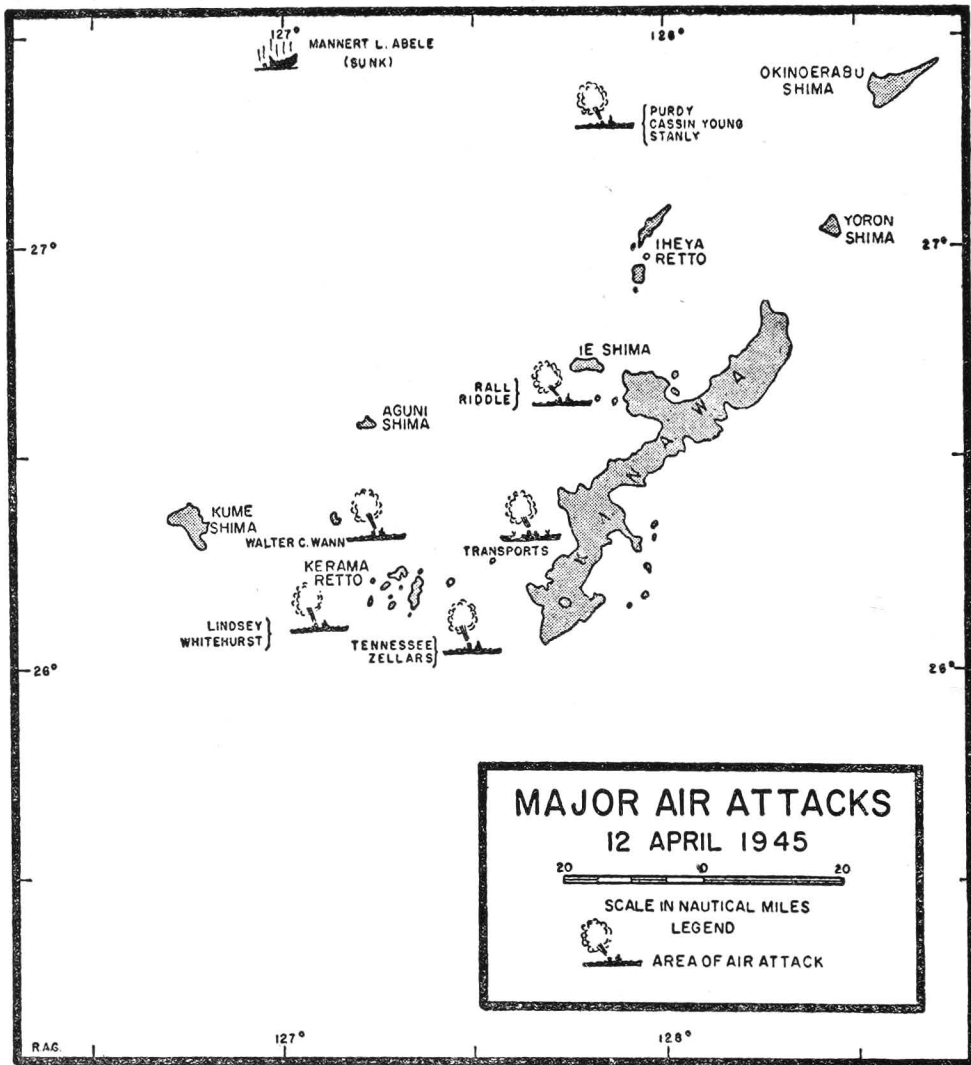 127°
128°
MANNERT L. ABELE
(SUNK)
OKINOERABU
SHIMA
PURDY
CASSIN YOUNG
STANLY
YORON
SHIMA
27°
27°
IHEYA
RETTO
IE SHIMA
RALL
RIDDLE
AGUNI
SHIMA
OKINAWA
KUME
SHIMA
WALTER C. WANN
TRANSPORTS
KERAMA
RETTO
LINDSEY
WHITEHURST
TENNESSEE
ZELLARS
26°
26°
MAJOR AIR ATTACKS
12 APRIL 1945
20 0 20
SCALE IN NAUTICAL MILES
LEGEND
AREA OF AIR ATTACK
R.A.G.
127°
128°